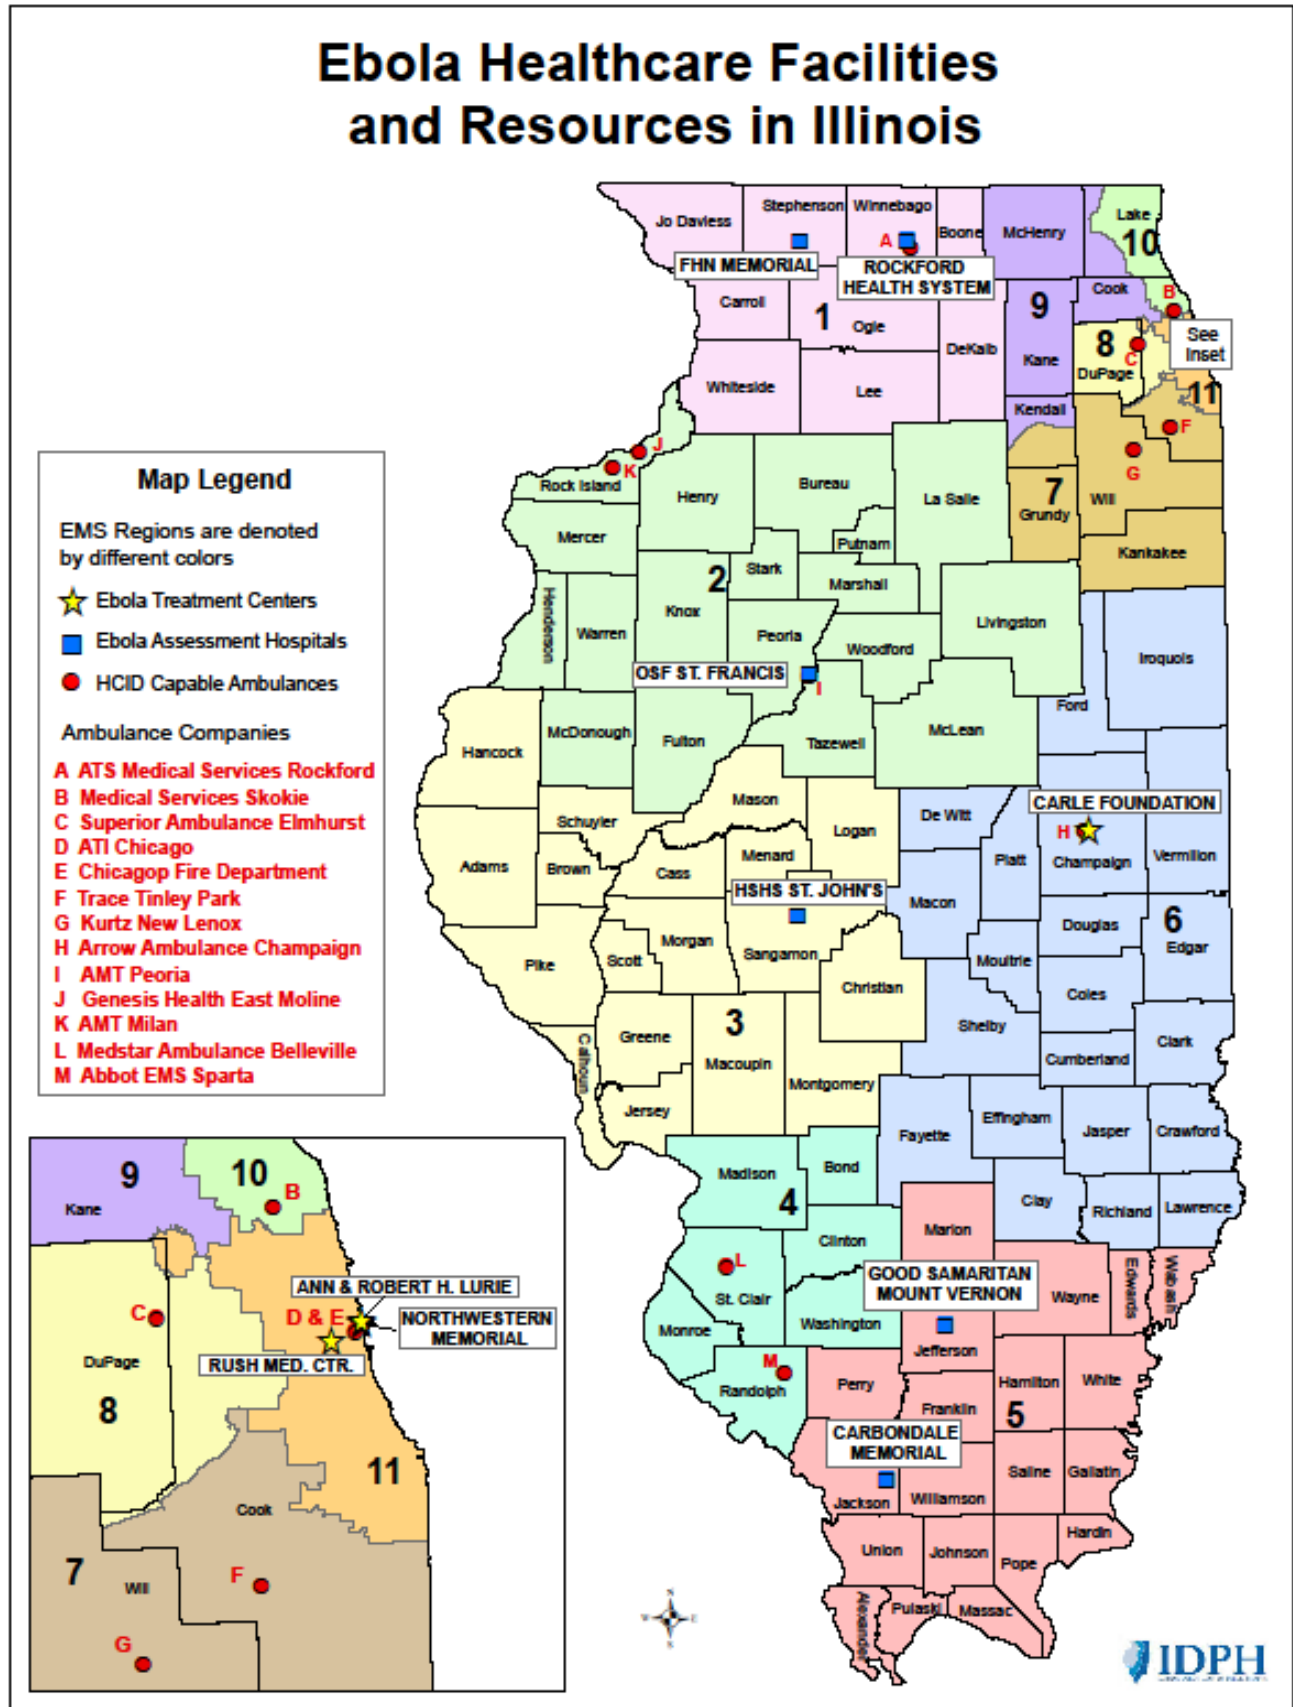 Ebola Healthcare Facilities
and Resources in Illinois
Jo Daviess
Stephenson
Winnebago
Boone
McHenry
Lake
10
A
FHN MEMORIAL
ROCKFORD
HEALTH SYSTEM
Carroll
1
Ogle
DeKalb
9
Kane
Cook
B
8
DuPage
C
See
Inset
11
Whiteside
Lee
Kendall
F
G
J
K
Rock Island
Henry
Bureau
La Salle
7
Grundy
Will
Kankakee
Mercer
Putnam
Stark
Marshall
2
Knox
Henderson
Warren
Peoria
Woodford
Livingston
Iroquois
OSF ST. FRANCIS
I
Ford
McDonough
Fulton
Tazewell
McLean
Hancock
Mason
Schuyler
Logan
De Witt
CARLE FOUNDATION
H
Champaign
Vermilion
Piatt
Adams
Brown
Cass
Menard
HSHS ST. JOHN'S
Macon
Douglas
6
Edgar
Pike
Scott
Morgan
Sangamon
Moultrie
Christian
Coles
Greene
3
Macoupin
Shelby
Cumberland
Clark
Calhoun
Jersey
Montgomery
Fayette
Effingham
Jasper
Crawford
Madison
Bond
4
Clay
Richland
Lawrence
Clinton
Marion
L
St. Clair
GOOD SAMARITAN
MOUNT VERNON
Wayne
Edwards
Wabash
Monroe
Washington
Jefferson
M
Randolph
Perry
Hamilton
White
Franklin
5
CARBONDALE
MEMORIAL
Jackson
Williamson
Saline
Gallatin
Union
Johnson
Pope
Hardin
Alexander
Pulaski
Massac
Map Legend
EMS Regions are denoted
by different colors
Ebola Treatment Centers
Ebola Assessment Hospitals
HCID Capable Ambulances
Ambulance Companies
A ATS Medical Services Rockford
B Medical Services Skokie
C Superior Ambulance Elmhurst
D ATI Chicago
E Chicagop Fire Department
F Trace Tinley Park
G Kurtz New Lenox
H Arrow Ambulance Champaign
I AMT Peoria
J Genesis Health East Moline
K AMT Milan
L Medstar Ambulance Belleville
M Abbot EMS Sparta
9
10
Kane
B
ANN & ROBERT H. LURIE
C
D & E
NORTHWESTERN
MEMORIAL
DuPage
RUSH MED. CTR.
8
11
Cook
7
Will
F
G
N
W
E
S
IDPH